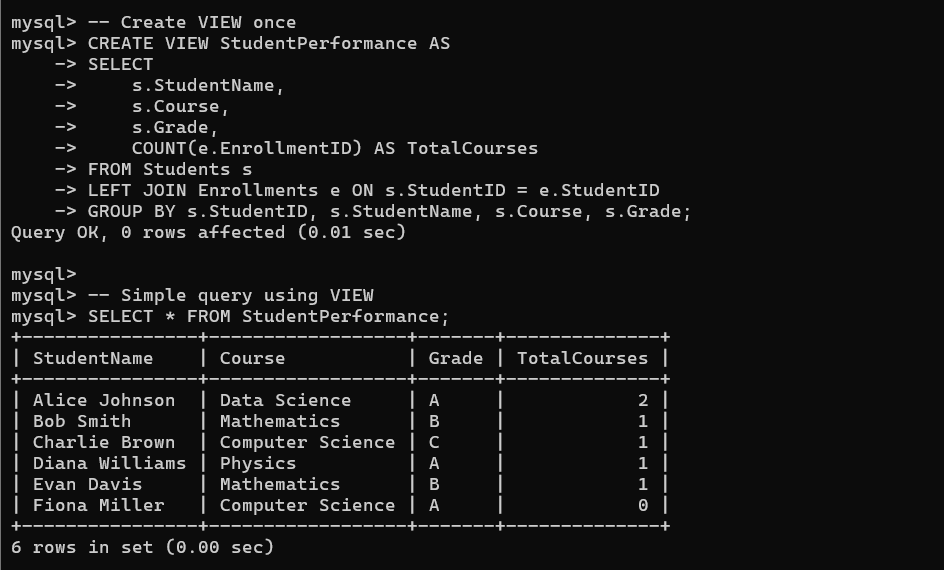 mysql> -- Create VIEW once
mysql> CREATE VIEW StudentPerformance AS
    -> SELECT
    ->     s.StudentName,
    ->     s.Course,
    ->     s.Grade,
    ->     COUNT(e.EnrollmentID) AS TotalCourses
    -> FROM Students s
    -> LEFT JOIN Enrollments e ON s.StudentID = e.StudentID
    -> GROUP BY s.StudentID, s.StudentName, s.Course, s.Grade;
Query OK, 0 rows affected (0.01 sec)

mysql>
mysql> -- Simple query using VIEW
mysql> SELECT * FROM StudentPerformance;
+----------------+------------------+-------+--------------+
| StudentName    | Course           | Grade | TotalCourses |
+----------------+------------------+-------+--------------+
| Alice Johnson  | Data Science     | A     |            2 |
| Bob Smith      | Mathematics      | B     |            1 |
| Charlie Brown  | Computer Science | C     |            1 |
| Diana Williams | Physics          | A     |            1 |
| Evan Davis     | Mathematics      | B     |            1 |
| Fiona Miller   | Computer Science | A     |            0 |
+----------------+------------------+-------+--------------+
6 rows in set (0.00 sec)